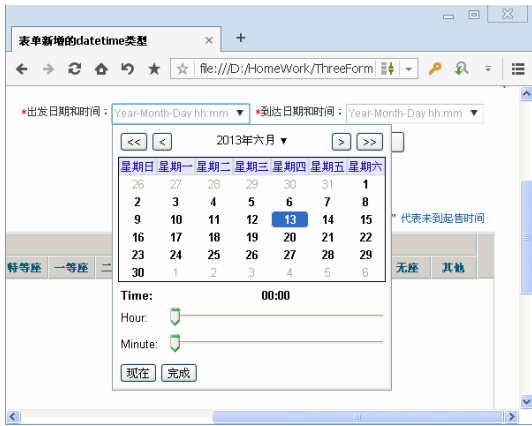 表单新增的datetime类型 × +
file:///D:/HomeWork/ThreeForm
*出发日期和时间： Year-Month-Day hh:mm ▼ *到达日期和时间： Year-Month-Day hh:mm ▼
<< < 2013年六月 ▼ > >>
星期日 星期一 星期二 星期三 星期四 星期五 星期六
26 27 28 29 30 31 1
2 3 4 5 6 7 8
9 10 11 12 13 14 15
16 17 18 19 20 21 22
23 24 25 26 27 28 29
30 1 2 3 4 5 6
” 代表未到起售时间
特等座 一等座 二 无座 其他
Time: 00:00
Hour:
Minute:
现在 完成